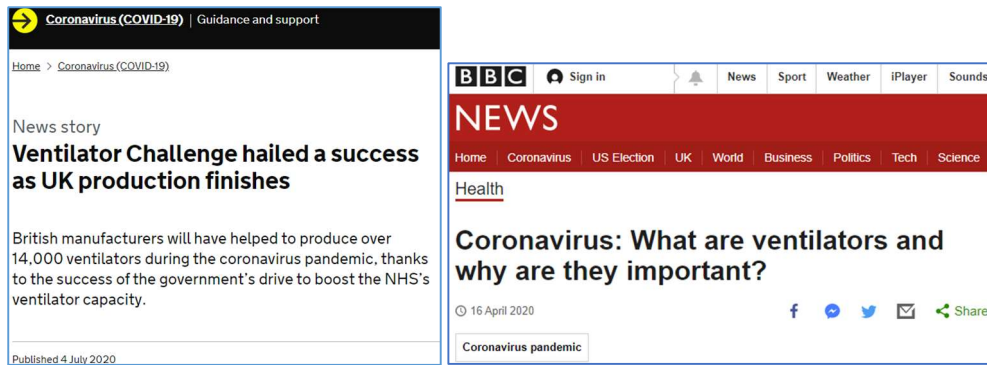 Coronavirus (COVID-19) | Guidance and support
Home > Coronavirus (COVID-19)
News story
Ventilator Challenge hailed a success
as UK production finishes
British manufacturers will have helped to produce over
14,000 ventilators during the coronavirus pandemic, thanks
to the success of the government's drive to boost the NHS's
ventilator capacity.
Published 4 July 2020
BBC Sign in News Sport Weather iPlayer Sounds
NEWS
Home Coronavirus US Election UK World Business Politics Tech Science
Health
Coronavirus: What are ventilators and
why are they important?
16 April 2020 Share
Coronavirus pandemic